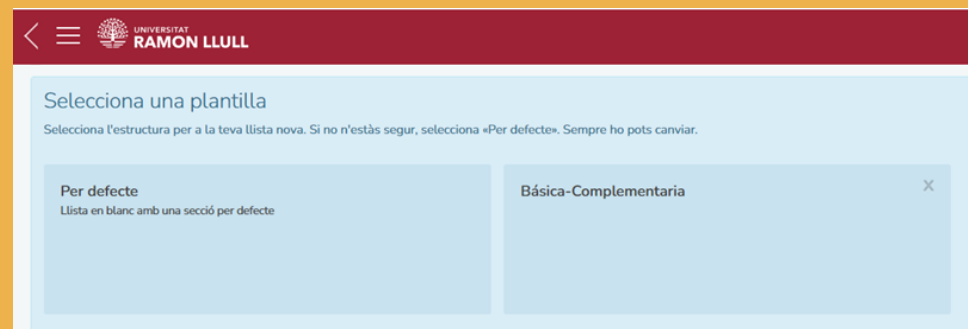 UNIVERSITAT
RAMON LLULL
Selecciona una plantilla
Selecciona l'estructura per a la teva llista nova. Si no n'estàs segur, selecciona «Per defecte». Sempre ho pots canviar.
Per defecte
Llista en blanc amb una secció per defecte
Básica-Complementaria
X